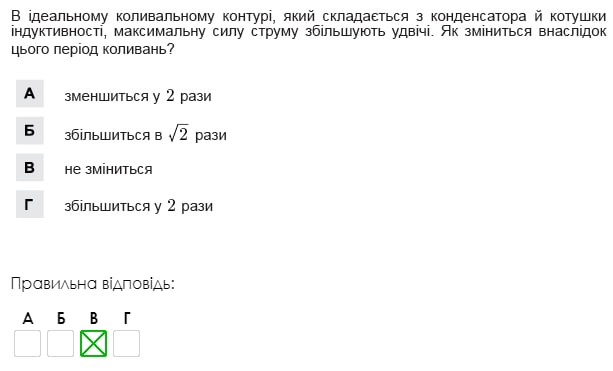 В ідеальному коливальному контурі, який складається з конденсатора й котушки
індуктивності, максимальну силу струму збільшують удвічі. Як зміниться внаслідок
цього період коливань?
А зменшиться у 2 рази
Б збільшиться в √2 рази
В не зміниться
Г збільшиться у 2 рази
Правильна відповідь:
А Б В Г